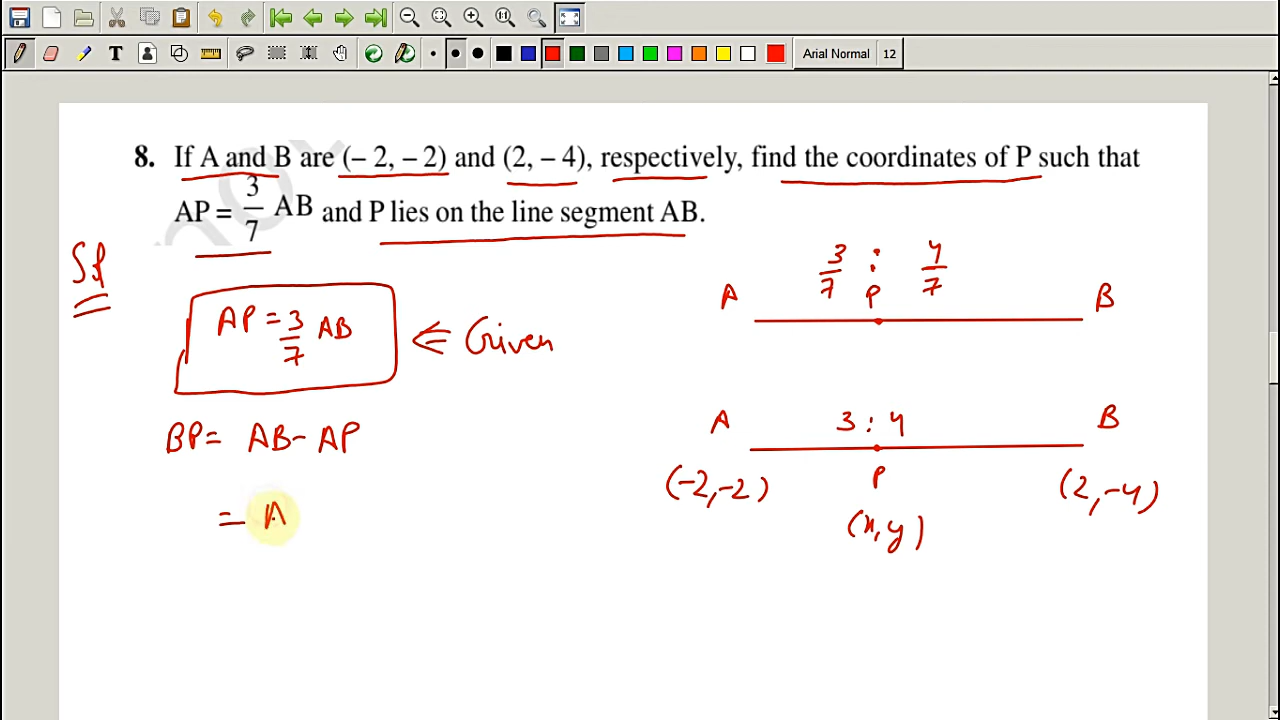 Arial Normal 12
8. If A and B are (– 2, – 2) and (2, – 4), respectively, find the coordinates of P such that
AP = 3/7 AB and P lies on the line segment AB.
Sol
AP = 3/7 AB ⇐ Given
BP = AB - AP
= A
3/7 : 4/7
A P B
A 3 : 4 B
(-2,-2) P (2,-4)
(x,y)